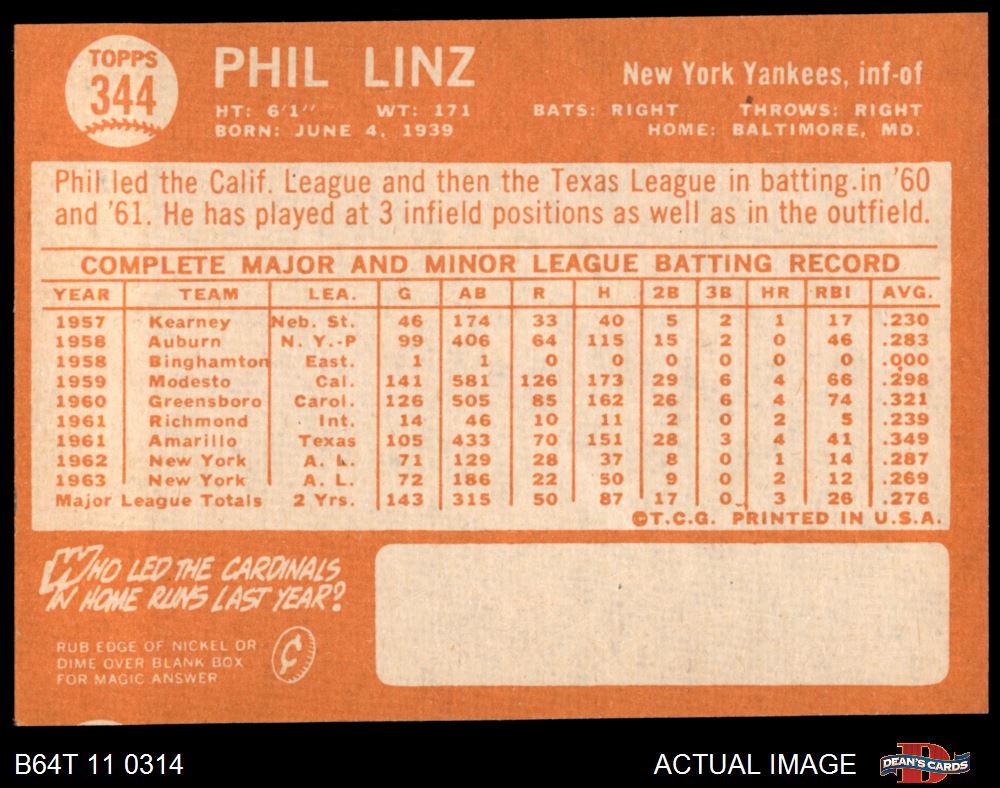 TOPPS
344
PHIL LINZ
New York Yankees, inf-of
HT: 6'1" WT: 171 BATS: RIGHT THROWS: RIGHT
BORN: JUNE 4, 1939 HOME: BALTIMORE, MD.
Phil led the Calif. League and then the Texas League in batting in '60
and '61. He has played at 3 infield positions as well as in the outfield.
COMPLETE MAJOR AND MINOR LEAGUE BATTING RECORD
YEAR TEAM LEA. G AB R H 2B 3B HR RBI AVG.
1957 Kearney Neb. St. 46 174 33 40 5 2 1 17 .230
1958 Auburn N. Y.-P 99 406 64 115 15 2 0 46 .283
1958 Binghamton East. 1 1 0 0 0 0 0 0 .000
1959 Modesto Cal. 141 581 126 173 29 6 4 66 .298
1960 Greensboro Carol. 126 505 85 162 26 6 4 74 .321
1961 Richmond Int. 14 46 10 11 2 0 2 5 .239
1961 Amarillo Texas 105 433 70 151 28 3 4 41 .349
1962 New York A. L. 71 129 28 37 8 0 1 14 .287
1963 New York A. L. 72 186 22 50 9 0 2 12 .269
Major League Totals 2 Yrs. 143 315 50 87 17 0 3 26 .276
©T.C.G. PRINTED IN U.S.A.
WHO LED THE CARDINALS
IN HOME RUNS LAST YEAR?
RUB EDGE OF NICKEL OR
DIME OVER BLANK BOX
FOR MAGIC ANSWER
¢
B64T 11 0314
ACTUAL IMAGE
D
DEAN'S CARDS